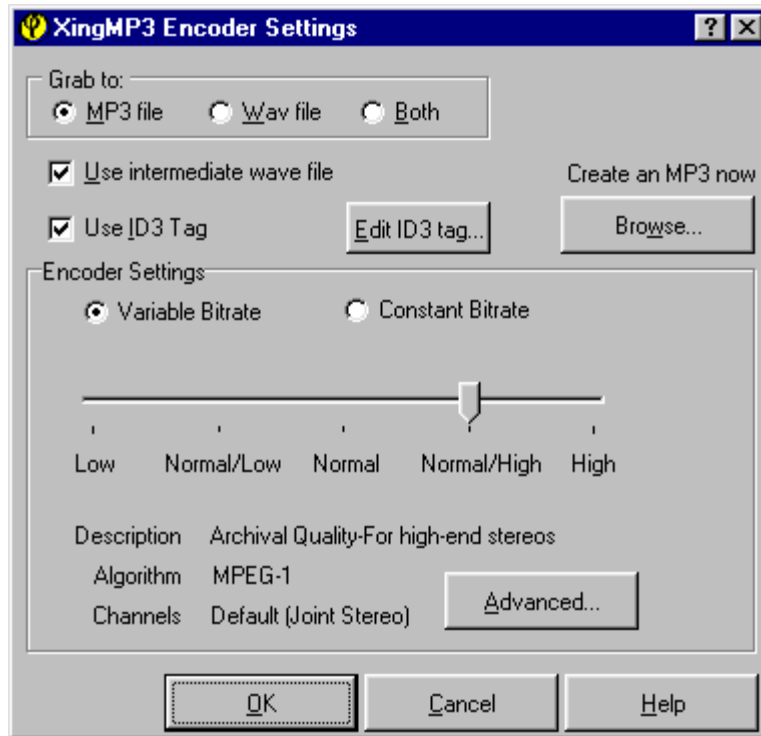 XingMP3 Encoder Settings
Grab to:
MP3 file Wav file Both
Use intermediate wave file
Create an MP3 now
Use ID3 Tag Edit ID3 tag... Browse...
Encoder Settings
Variable Bitrate Constant Bitrate
Low Normal/Low Normal Normal/High High
Description Archival Quality-For high-end stereos
Algorithm MPEG-1
Channels Default (Joint Stereo)
Advanced...
OK Cancel Help